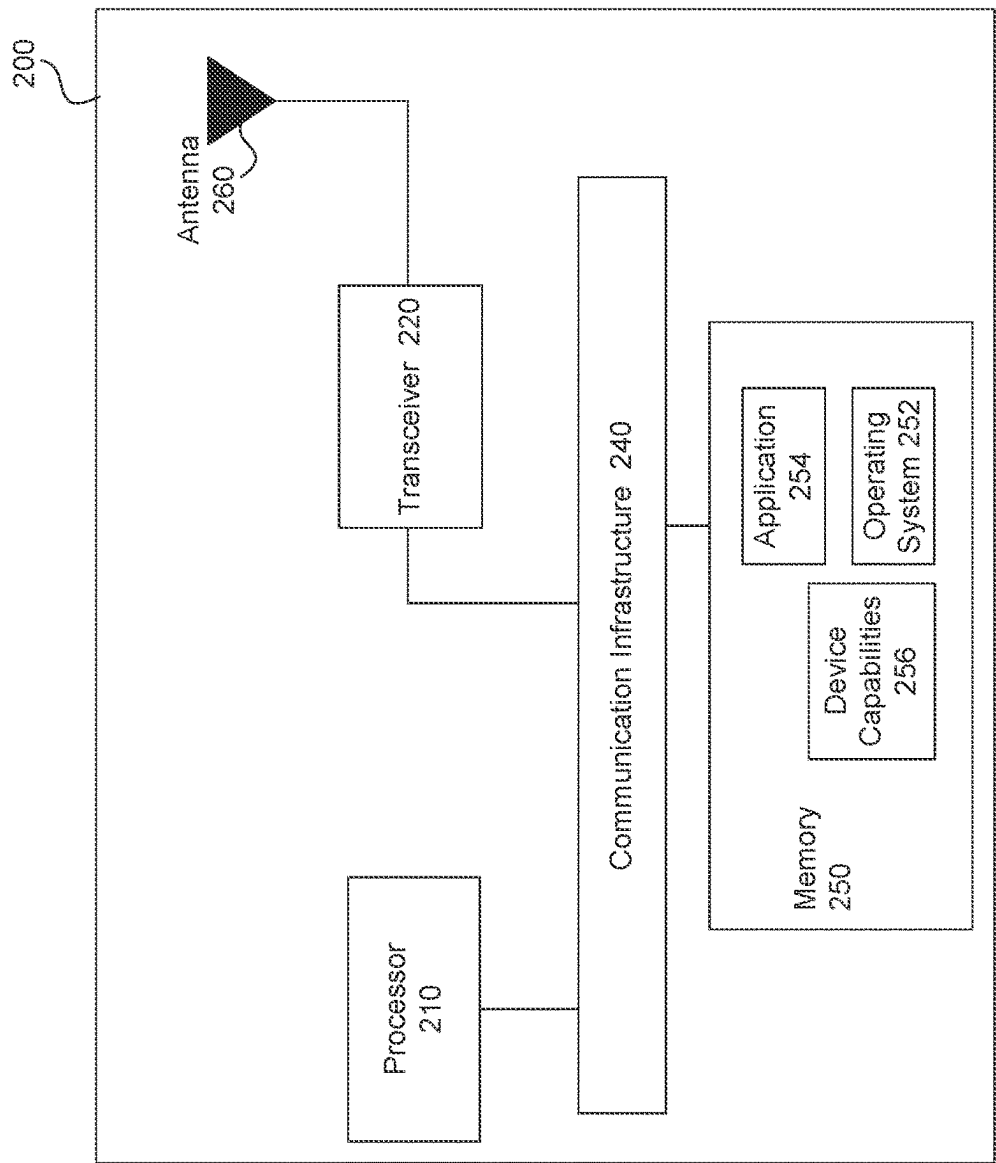 200
Antenna
260
Processor
210
Transceiver 220
Communication Infrastructure 240
Memory
250
Device
Capabilities
256
Application
254
Operating
System 252